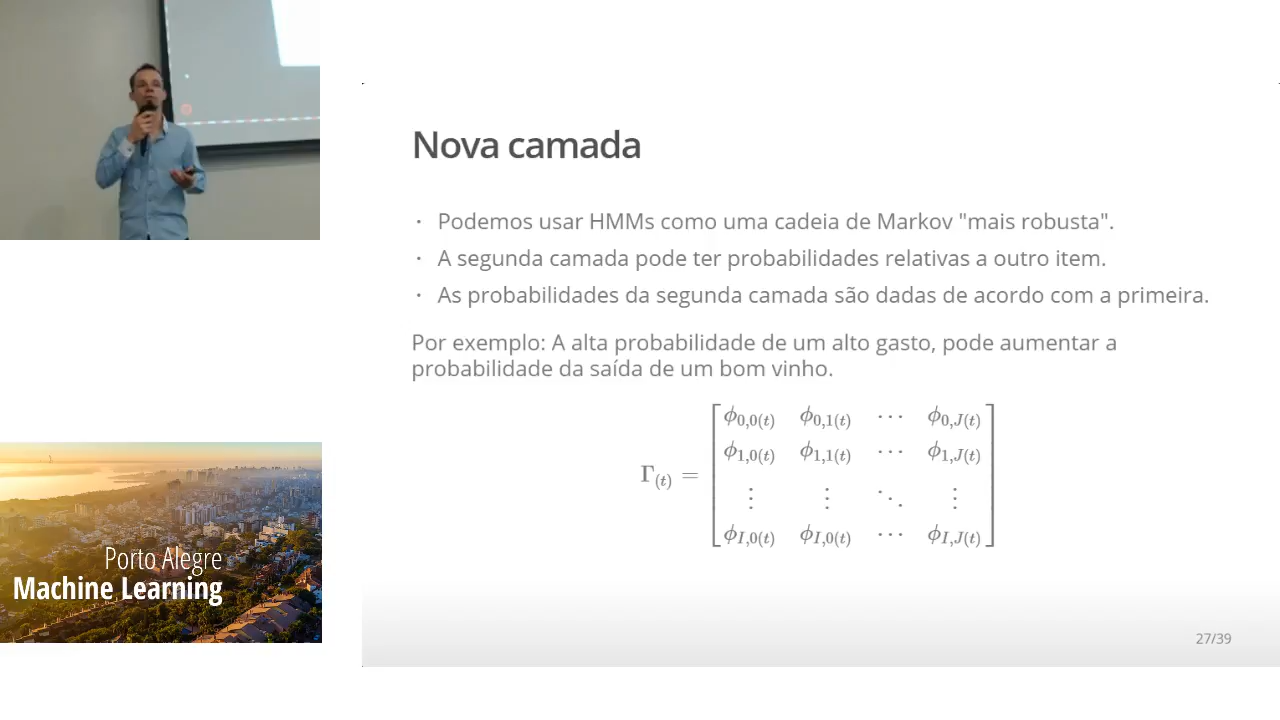 Nova camada
· Podemos usar HMMs como uma cadeia de Markov "mais robusta".
· A segunda camada pode ter probabilidades relativas a outro item.
· As probabilidades da segunda camada são dadas de acordo com a primeira.
Por exemplo: A alta probabilidade de um alto gasto, pode aumentar a
probabilidade da saída de um bom vinho.
ϕ0,0(t) ϕ0,1(t) ⋯ ϕ0,J(t)
ϕ1,0(t) ϕ1,1(t) ⋯ ϕ1,J(t)
Γ(t) =
⋮ ⋮ ⋱ ⋮
ϕI,0(t) ϕI,0(t) ⋯ ϕI,J(t)
Porto Alegre
Machine Learning
27/39